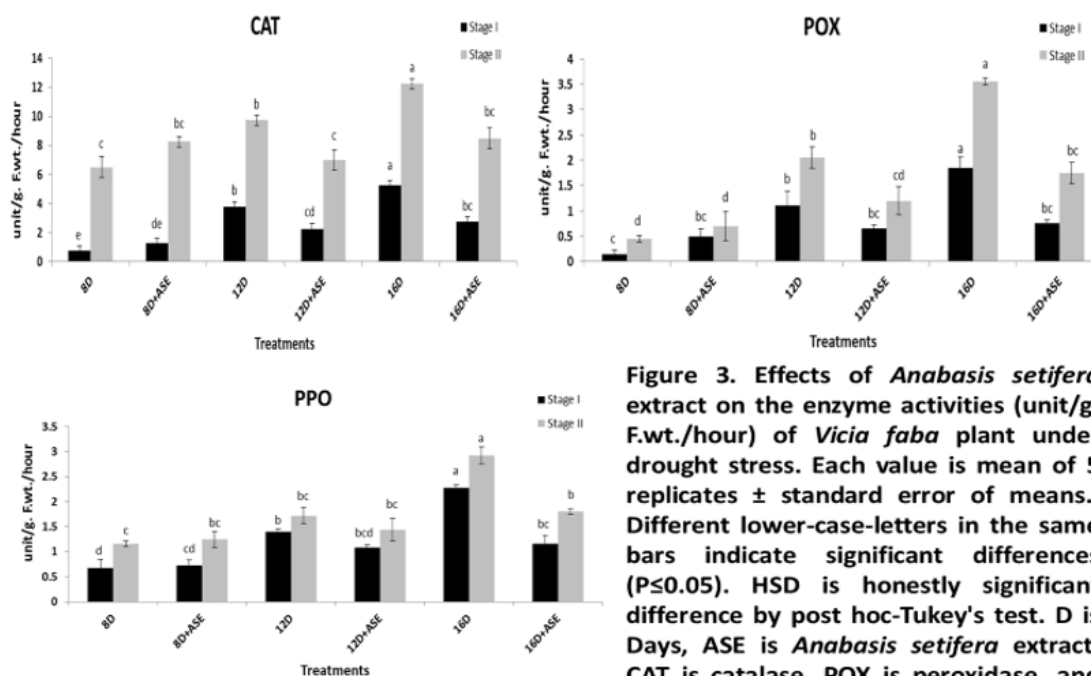 CAT
Stage I
Stage II
unit/g. F.wt./hour
14
12
10
8
6
4
2
0
e c
de bc
b b
cd c
a a
bc bc
8D 8D+ASE 12D 12D+ASE 16D 16D+ASE
Treatments
POX
Stage I
Stage II
unit/g. F.wt./hour
4
3.5
3
2.5
2
1.5
1
0.5
0
c d
bc d
b b
bc cd
a a
bc bc
8D 8D+ASE 12D 12D+ASE 16D 16D+ASE
Treatments
PPO
Stage I
Stage II
unit/g. F.wt./hour
3.5
3
2.5
2
1.5
1
0.5
0
d c
cd bc
b bc
bcd bc
a a
bc b
8D 8D+ASE 12D 12D+ASE 16D 16D+ASE
Treatments
Figure 3. Effects of Anabasis setifera
extract on the enzyme activities (unit/g
F.wt./hour) of Vicia faba plant unde
drought stress. Each value is mean of 5
replicates ± standard error of means.
Different lower-case-letters in the same
bars indicate significant differences
(P≤0.05). HSD is honestly significan
difference by post hoc-Tukey's test. D is
Days, ASE is Anabasis setifera extract
CAT is catalase, POX is peroxidase, and